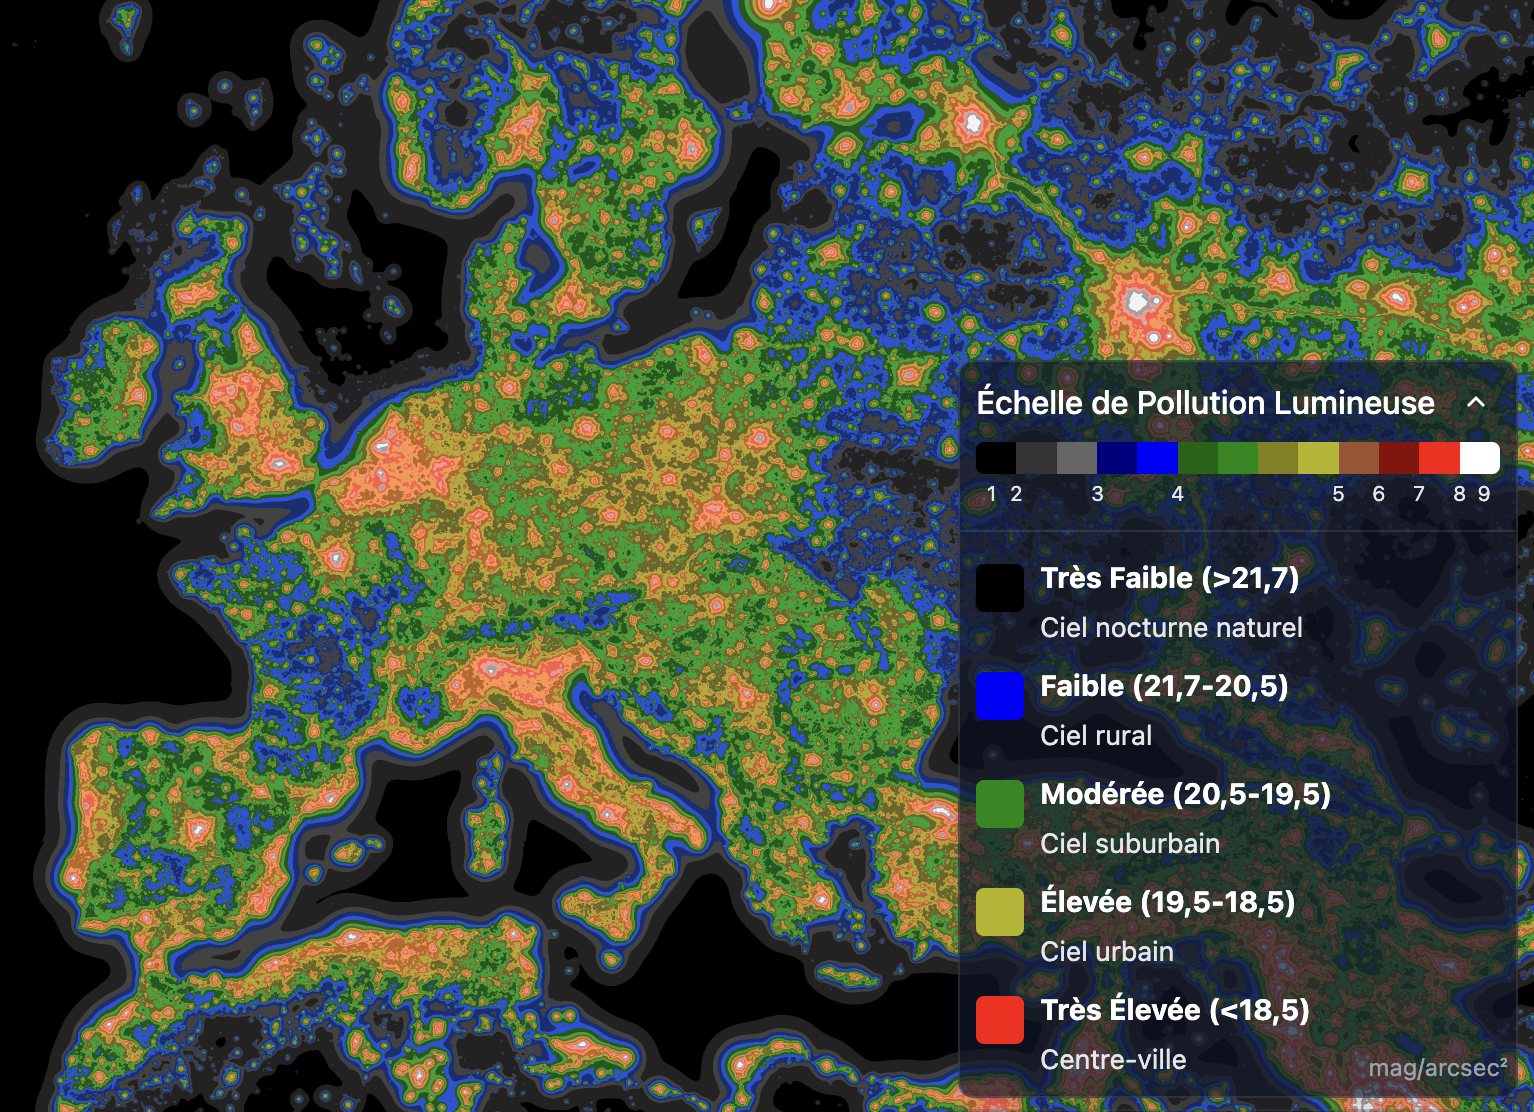 Échelle de Pollution Lumineuse
1 2 3 4 5 6 7 8 9
Très Faible (>21,7)
Ciel nocturne naturel
Faible (21,7-20,5)
Ciel rural
Modérée (20,5-19,5)
Ciel suburbain
Élevée (19,5-18,5)
Ciel urbain
Très Élevée (<18,5)
Centre-ville
mag/arcsec²